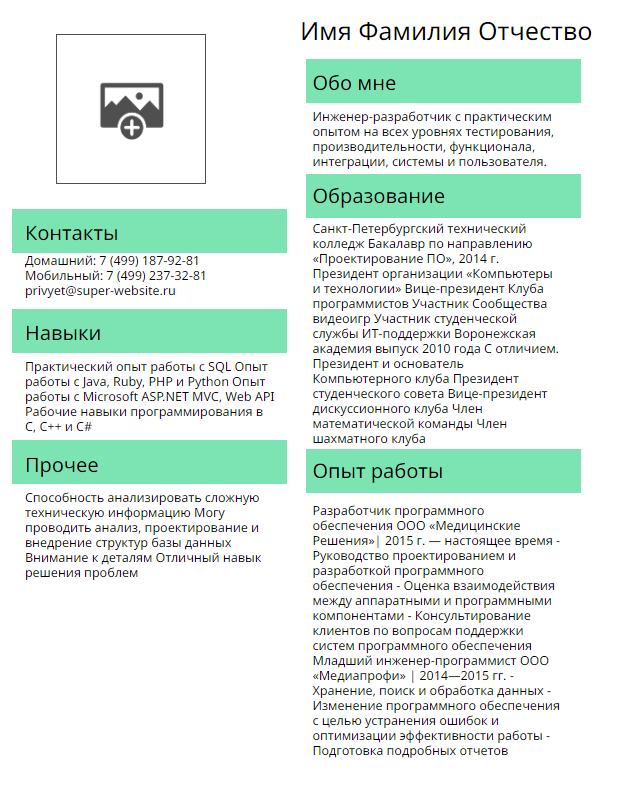 Имя Фамилия Отчество
Контакты
Домашний: 7 (499) 187-92-81
Мобильный: 7 (499) 237-32-81
privyet@super-website.ru
Навыки
Практический опыт работы с SQL Опыт
работы с Java, Ruby, PHP и Python Опыт
работы с Microsoft ASP.NET MVC, Web API
Рабочие навыки программирования в
C, C++ и C#
Прочее
Способность анализировать сложную
техническую информацию Могу
проводить анализ, проектирование и
внедрение структур базы данных
Внимание к деталям Отличный навык
решения проблем
Обо мне
Инженер-разработчик с практическим
опытом на всех уровнях тестирования,
производительности, функционала,
интеграции, системы и пользователя.
Образование
Санкт-Петербургский технический
колледж Бакалавр по направлению
«Проектирование ПО», 2014 г.
Президент организации «Компьютеры
и технологии» Вице-президент Клуба
программистов Участник Сообщества
видеоигр Участник студенческой
службы ИТ-поддержки Воронежская
академия выпуск 2010 года С отличием.
Президент и основатель
Компьютерного клуба Президент
студенческого совета Вице-президент
дискуссионного клуба Член
математической команды Член
шахматного клуба
Опыт работы
Разработчик программного
обеспечения ООО «Медицинские
Решения»| 2015 г. — настоящее время -
Руководство проектированием и
разработкой программного
обеспечения - Оценка взаимодействия
между аппаратными и программными
компонентами - Консультирование
клиентов по вопросам поддержки
систем программного обеспечения
Младший инженер-программист ООО
«Медиапрофи» | 2014—2015 гг. -
Хранение, поиск и обработка данных -
Изменение программного обеспечения
с целью устранения ошибок и
оптимизации эффективности работы -
Подготовка подробных отчетов